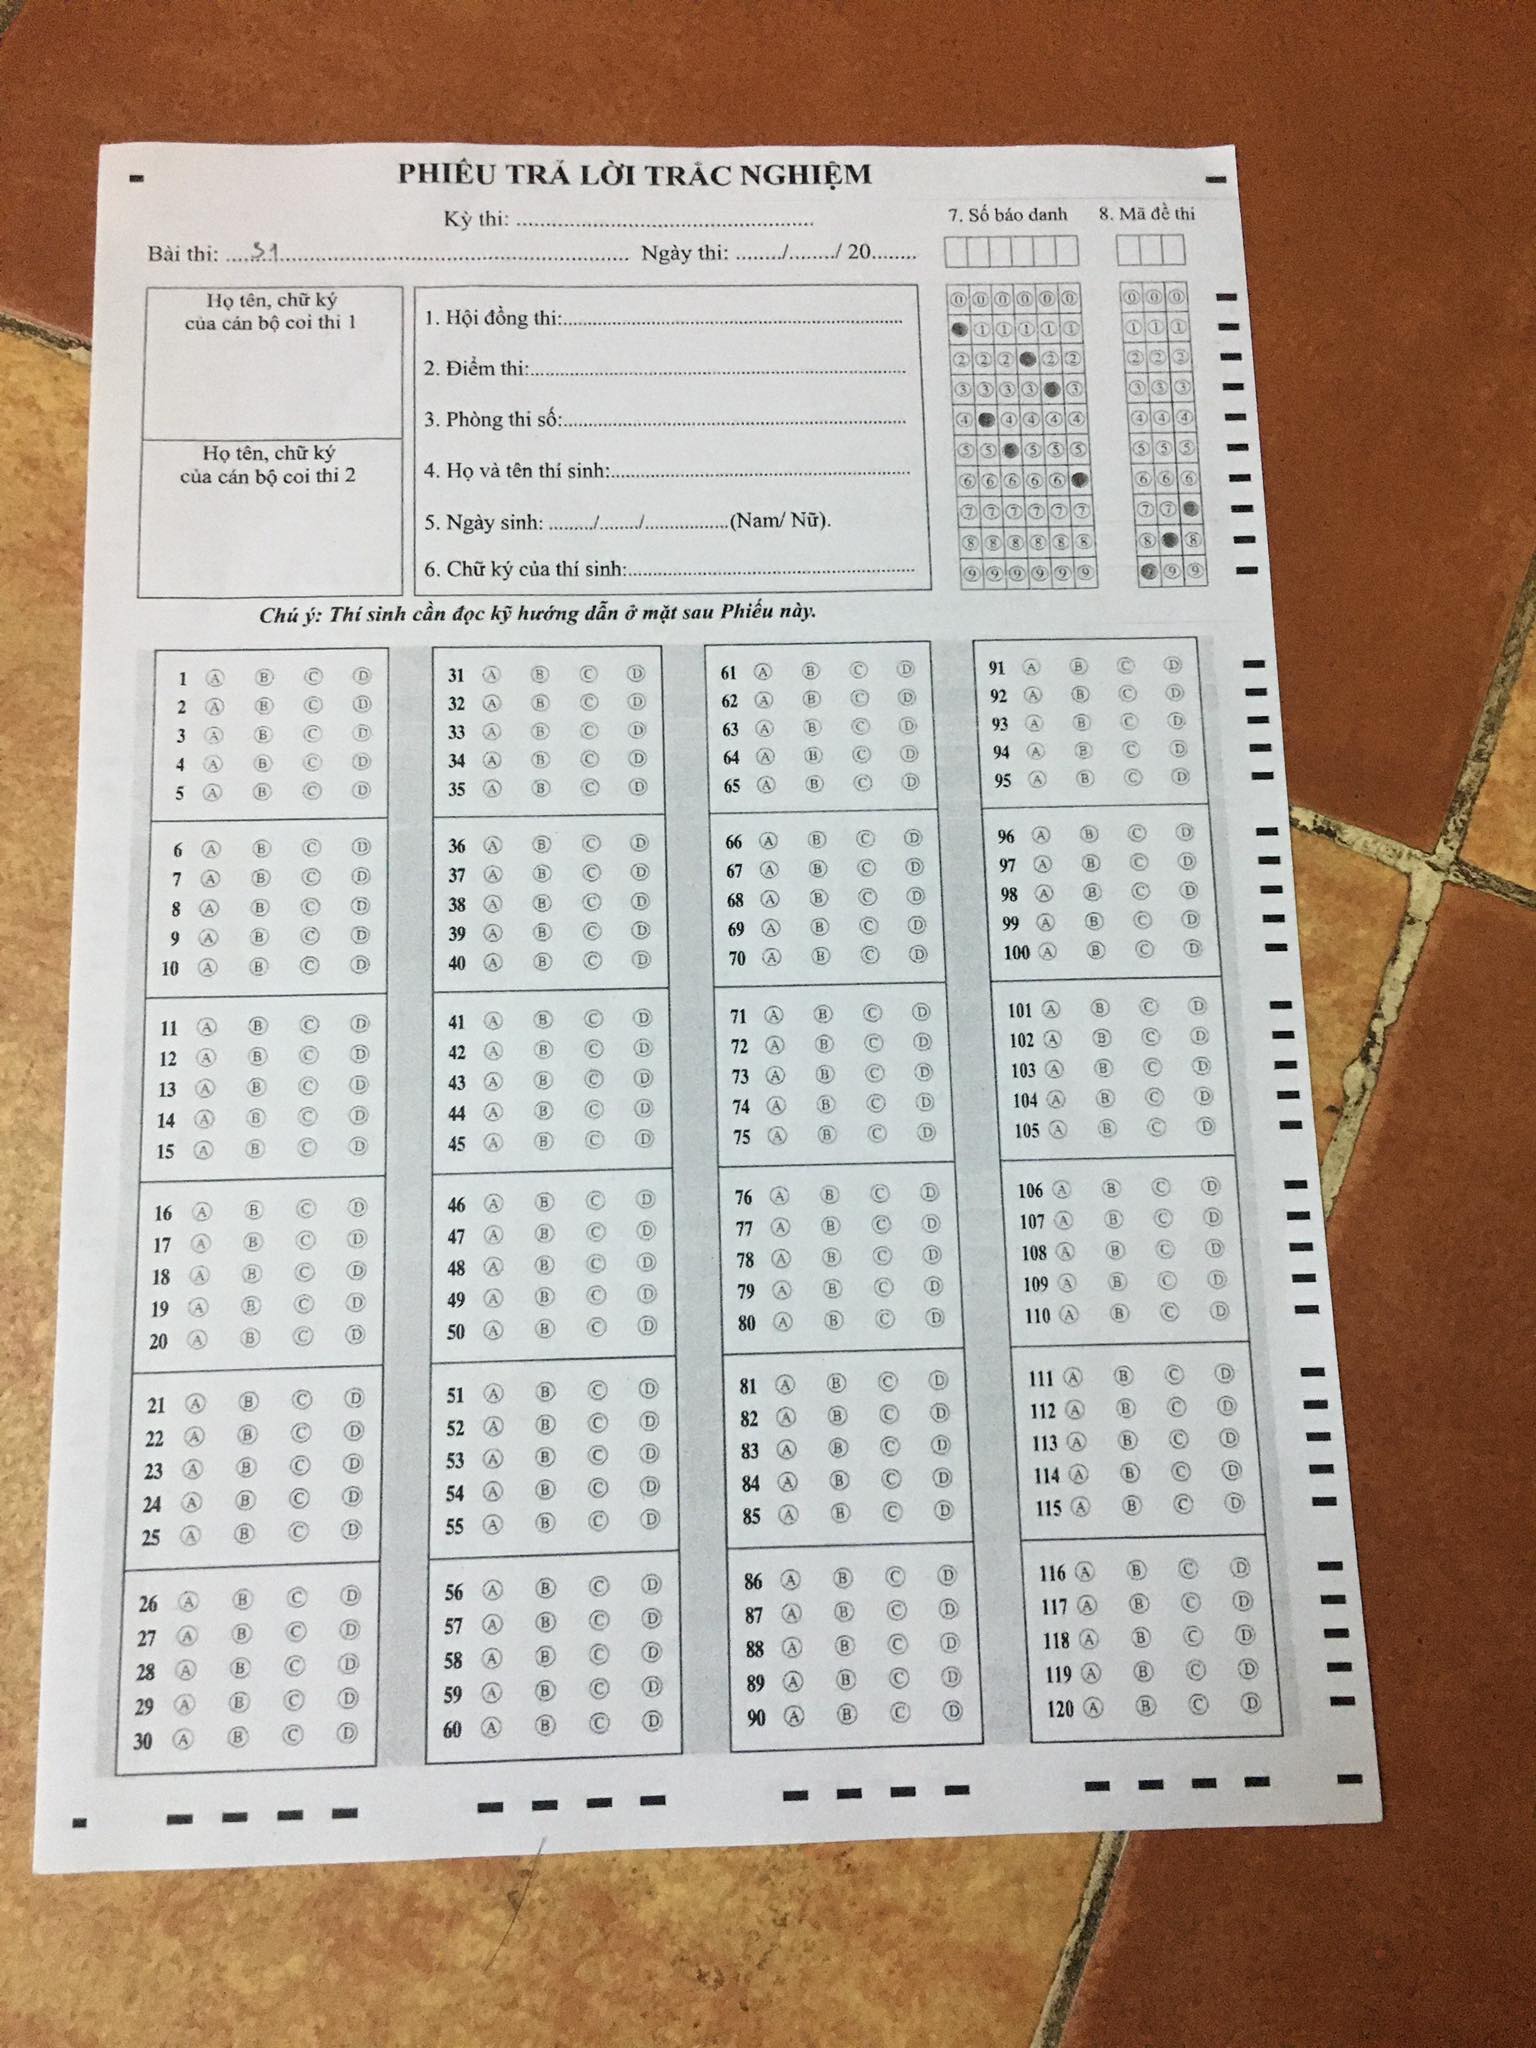 PHIẾU TRẢ LỜI TRẮC NGHIỆM
Kỳ thi: ....................................................
Bài thi: .....51............................................................. Ngày thi: ......../......../ 20........
7. Số báo danh 8. Mã đề thi
Họ tên, chữ ký
của cán bộ coi thi 1
Họ tên, chữ ký
của cán bộ coi thi 2
1. Hội đồng thi:............................................................
2. Điểm thi:..................................................................
3. Phòng thi số:............................................................
4. Họ và tên thí sinh:.....................................................
5. Ngày sinh: ......../......./...............(Nam/ Nữ).
6. Chữ ký của thí sinh:..................................................
0 0 0 0 0 0 0 0 0
1 1 1 1 1 1 1 1
2 2 2 2 2 2 2 2
3 3 3 3 3 3 3 3
4 4 4 4 4 4 4 4
5 5 5 5 5 5 5 5
6 6 6 6 6 6 6 6
7 7 7 7 7 7 7 7
8 8 8 8 8 8 8 8
9 9 9 9 9 9 9 9
Chú ý: Thí sinh cần đọc kỹ hướng dẫn ở mặt sau Phiếu này.
1 A B C D 31 A B C D 61 A B C D 91 A B C D
2 A B C D 32 A B C D 62 A B C D 92 A B C D
3 A B C D 33 A B C D 63 A B C D 93 A B C D
4 A B C D 34 A B C D 64 A B C D 94 A B C D
5 A B C D 35 A B C D 65 A B C D 95 A B C D
6 A B C D 36 A B C D 66 A B C D 96 A B C D
7 A B C D 37 A B C D 67 A B C D 97 A B C D
8 A B C D 38 A B C D 68 A B C D 98 A B C D
9 A B C D 39 A B C D 69 A B C D 99 A B C D
10 A B C D 40 A B C D 70 A B C D 100 A B C D
11 A B C D 41 A B C D 71 A B C D 101 A B C D
12 A B C D 42 A B C D 72 A B C D 102 A B C D
13 A B C D 43 A B C D 73 A B C D 103 A B C D
14 A B C D 44 A B C D 74 A B C D 104 A B C D
15 A B C D 45 A B C D 75 A B C D 105 A B C D
16 A B C D 46 A B C D 76 A B C D 106 A B C D
17 A B C D 47 A B C D 77 A B C D 107 A B C D
18 A B C D 48 A B C D 78 A B C D 108 A B C D
19 A B C D 49 A B C D 79 A B C D 109 A B C D
20 A B C D 50 A B C D 80 A B C D 110 A B C D
21 A B C D 51 A B C D 81 A B C D 111 A B C D
22 A B C D 52 A B C D 82 A B C D 112 A B C D
23 A B C D 53 A B C D 83 A B C D 113 A B C D
24 A B C D 54 A B C D 84 A B C D 114 A B C D
25 A B C D 55 A B C D 85 A B C D 115 A B C D
26 A B C D 56 A B C D 86 A B C D 116 A B C D
27 A B C D 57 A B C D 87 A B C D 117 A B C D
28 A B C D 58 A B C D 88 A B C D 118 A B C D
29 A B C D 59 A B C D 89 A B C D 119 A B C D
30 A B C D 60 A B C D 90 A B C D 120 A B C D